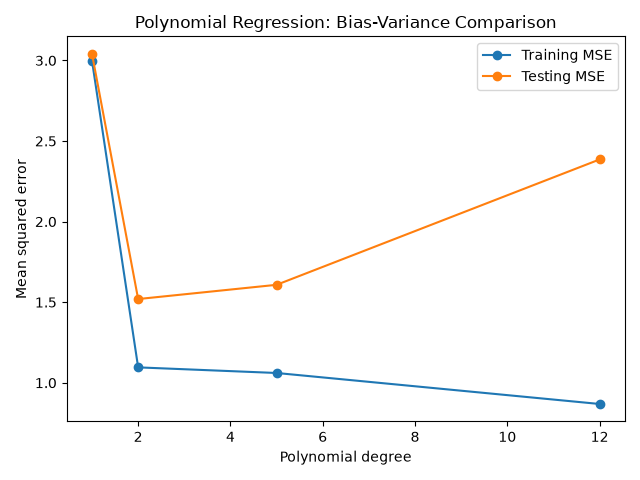 Polynomial Regression: Bias-Variance Comparison
Training MSE
Testing MSE
Mean squared error
3.0
2.5
2.0
1.5
1.0
2 4 6 8 10 12
Polynomial degree